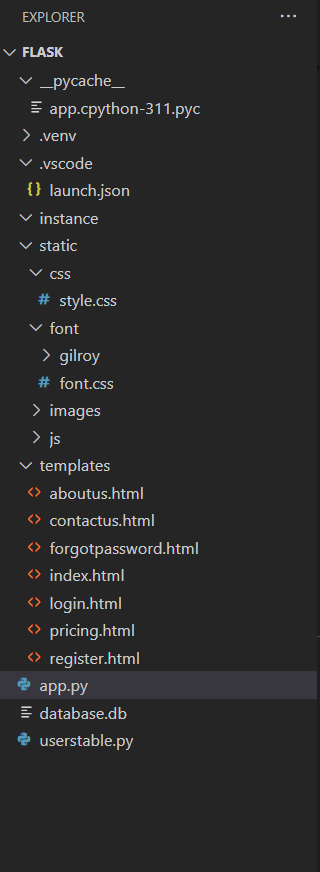 EXPLORER ...
FLASK
__pycache__
app.cpython-311.pyc
.venv
.vscode
{} launch.json
instance
static
css
# style.css
font
gilroy
# font.css
images
js
templates
<> aboutus.html
<> contactus.html
<> forgotpassword.html
<> index.html
<> login.html
<> pricing.html
<> register.html
app.py
database.db
userstable.py